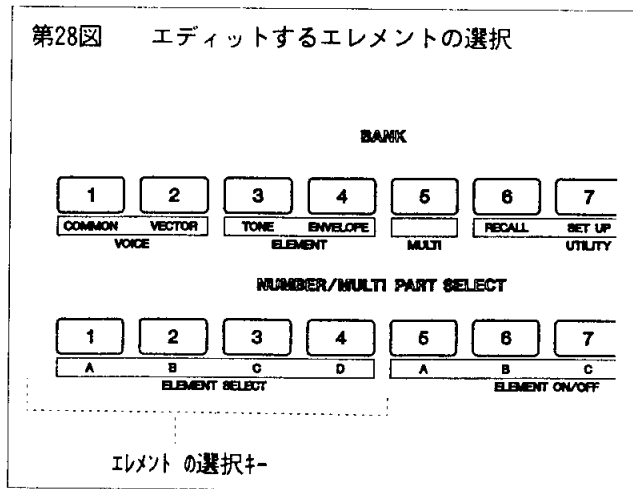 第28図 エディットするエレメントの選択
BANK
1 2 3 4 5 6 7
COMMON VECTOR TONE ENVELOPE RECALL SET UP
VOICE ELEMENT MULTI UTILITY
NUMBER/MULTI PART SELECT
1 2 3 4 5 6 7
A B C D A B C
ELEMENT SELECT ELEMENT ON/OFF
エレメント の選択キー